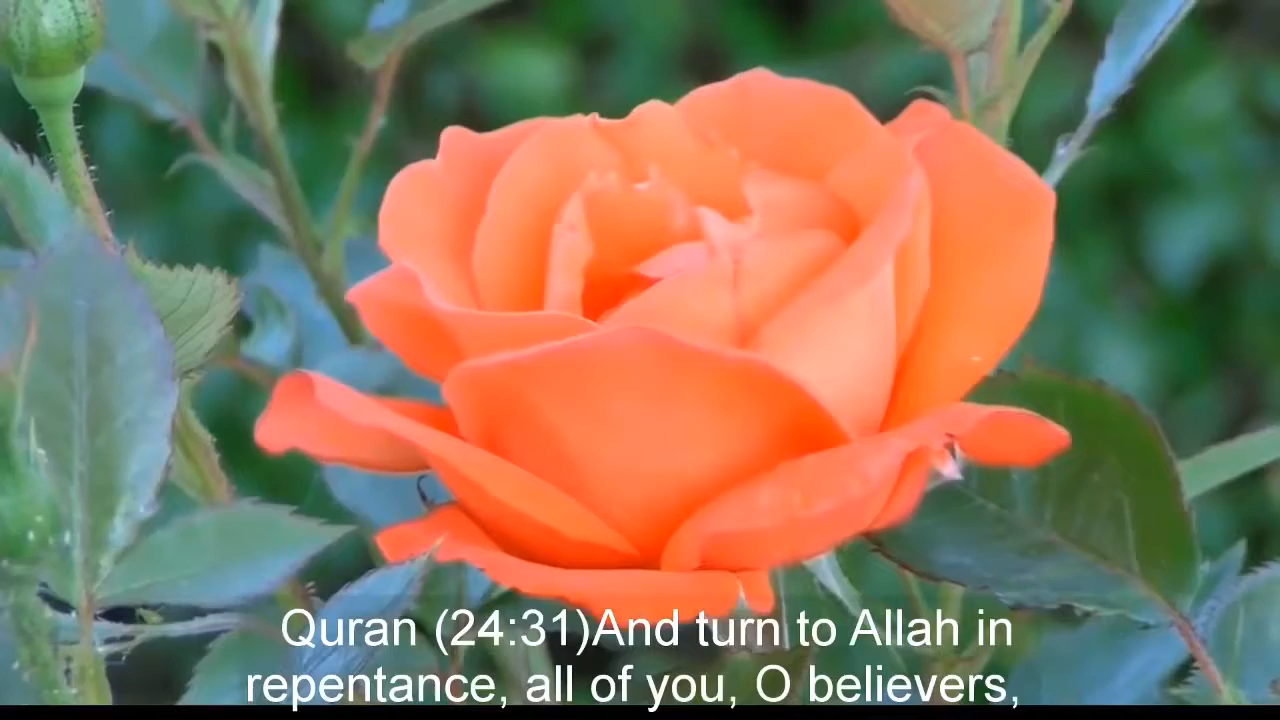 Quran (24:31)And turn to Allah in
repentance, all of you, O believers,